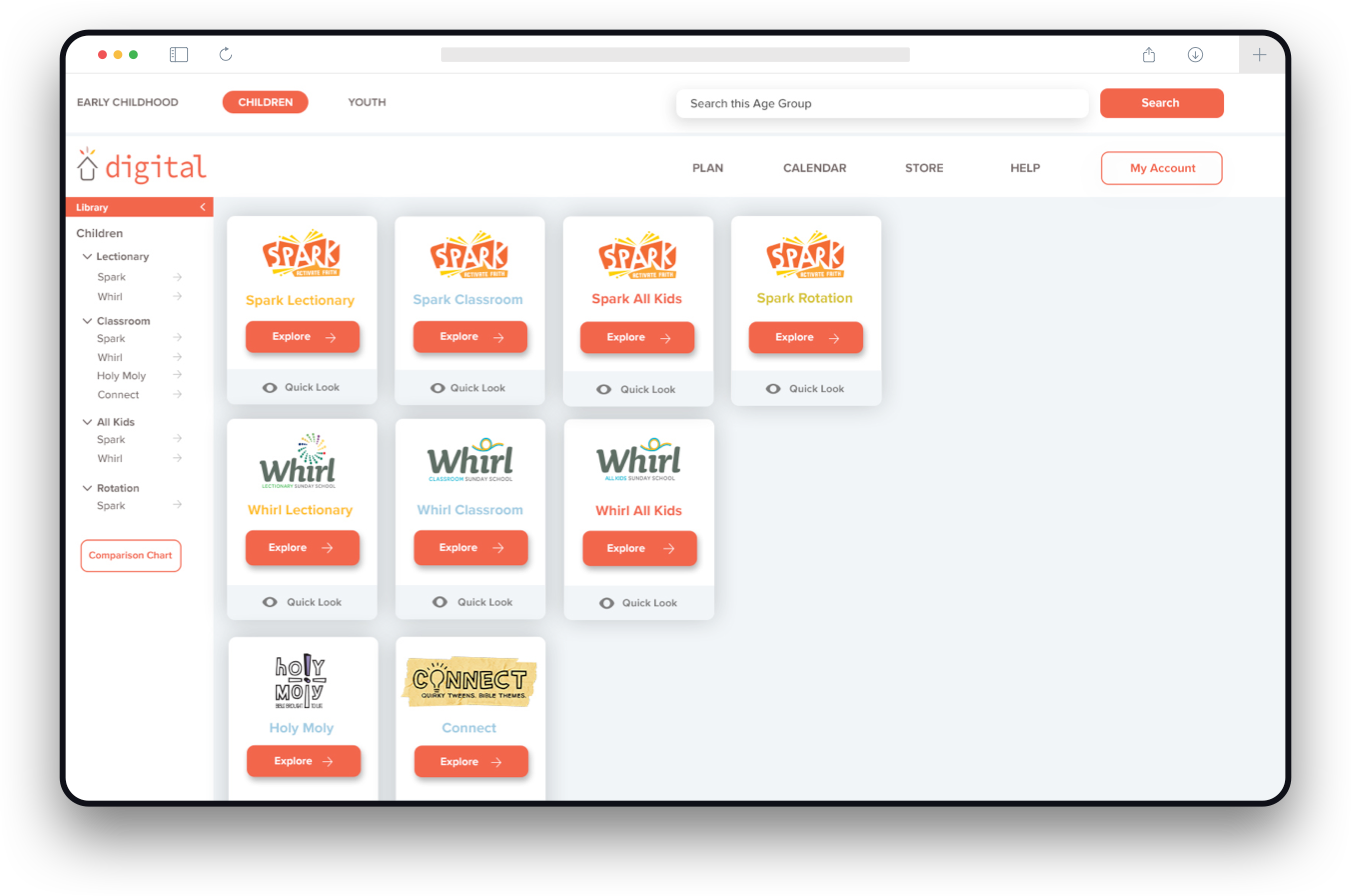 EARLY CHILDHOOD CHILDREN YOUTH Search this Age Group Search
digital PLAN CALENDAR STORE HELP My Account
Library
Children
Lectionary
Spark
Whirl
Classroom
Spark
Whirl
Holy Moly
Connect
All Kids
Spark
Whirl
Rotation
Spark
Comparison Chart
SPARK
ACTIVATE FAITH
Spark Lectionary
Explore
Quick Look
SPARK
ACTIVATE FAITH
Spark Classroom
Explore
Quick Look
SPARK
ACTIVATE FAITH
Spark All Kids
Explore
Quick Look
SPARK
ACTIVATE FAITH
Spark Rotation
Explore
Quick Look
Whirl
LECTIONARY SUNDAY SCHOOL
Whirl Lectionary
Explore
Quick Look
Whirl
CLASSROOM SUNDAY SCHOOL
Whirl Classroom
Explore
Quick Look
Whirl
ALL KIDS SUNDAY SCHOOL
Whirl All Kids
Explore
Quick Look
holy
moly
BIBLE BROUGHT TO LIFE
Holy Moly
Explore
CONNECT
QUIRKY TWEENS. BIBLE THEMES.
Connect
Explore